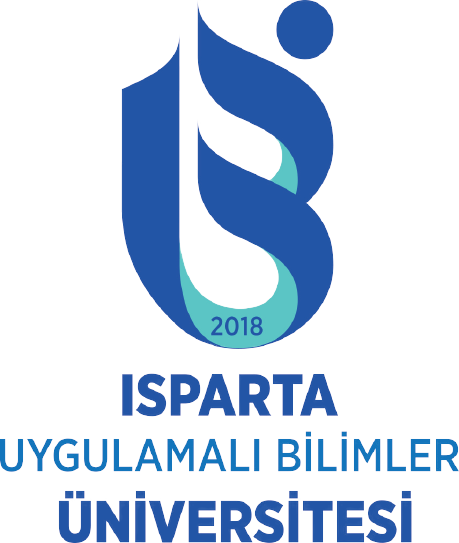 2018
ISPARTA
UYGULAMALI BİLİMLER
ÜNİVERSİTESİ